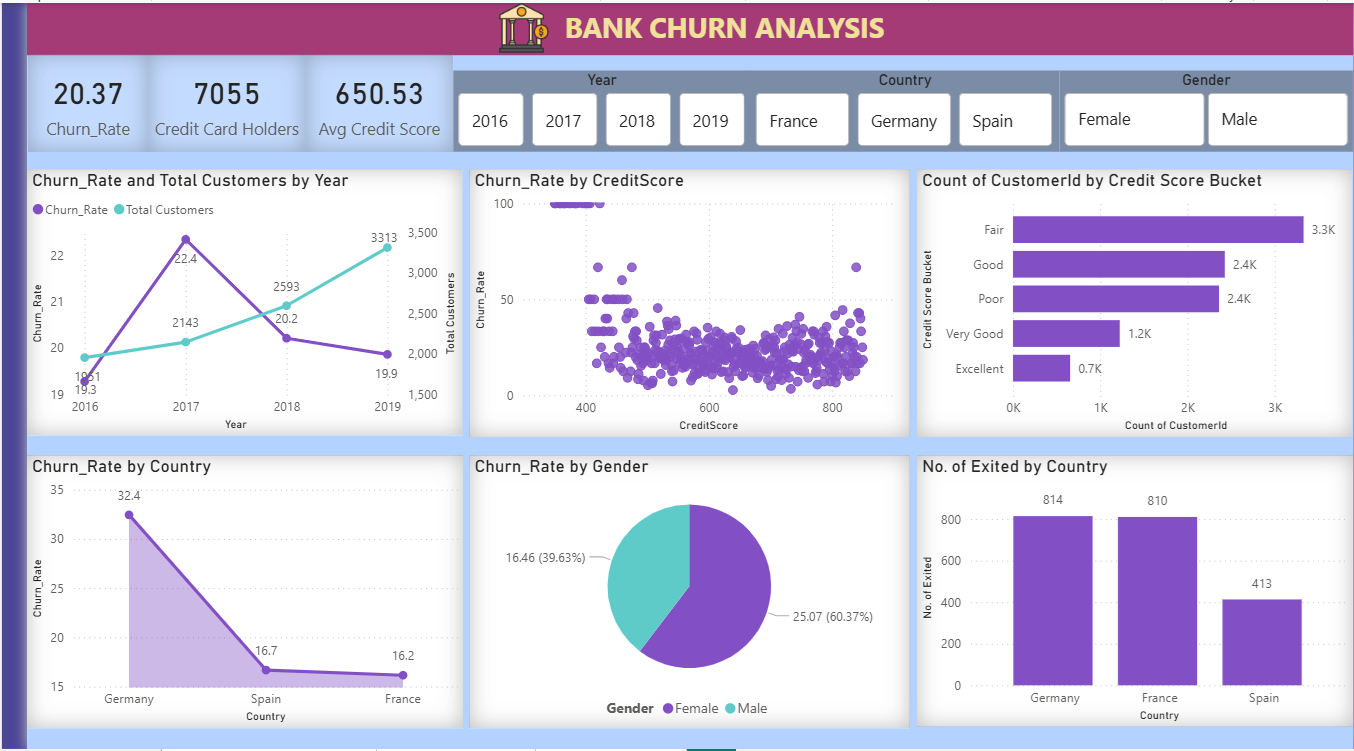 BANK CHURN ANALYSIS
20.37
Churn_Rate
7055
Credit Card Holders
650.53
Avg Credit Score
Year
2016
2017
2018
2019
Country
France
Germany
Spain
Gender
Female
Male
Churn_Rate and Total Customers by Year
Churn_Rate
Total Customers
Churn_Rate
22
21
20
19
1951
19.3
22.4
2143
2593
20.2
3313
19.9
3,500
3,000
2,500
2,000
1,500
Total Customers
2016
2017
2018
2019
Year
Churn_Rate by CreditScore
Churn_Rate
100
50
0
400
600
800
CreditScore
Count of CustomerId by Credit Score Bucket
Credit Score Bucket
Fair
3.3K
Good
2.4K
Poor
2.4K
Very Good
1.2K
Excellent
0.7K
0K
1K
2K
3K
Count of CustomerId
Churn_Rate by Country
Churn_Rate
35
30
25
20
15
32.4
16.7
16.2
Germany
Spain
France
Country
Churn_Rate by Gender
16.46 (39.63%)
25.07 (60.37%)
Gender
Female
Male
No. of Exited by Country
No. of Exited
800
600
400
200
0
814
810
413
Germany
France
Spain
Country